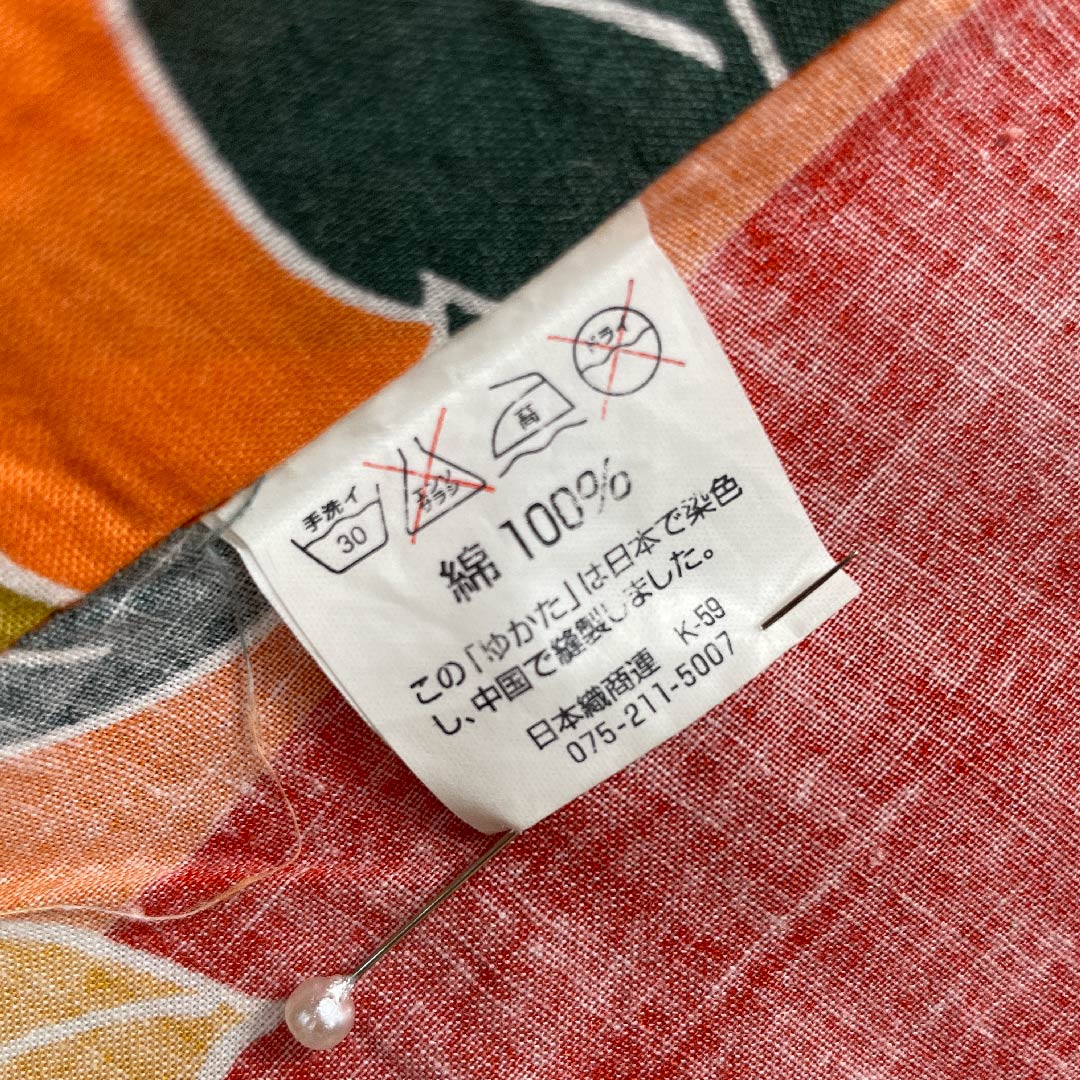 手洗イ
30
エンソ
サラシ
高
ドライ
綿 100%
この「ゆかた」は日本で染色
し、中国で縫製しました。
日本織商連 K-59
075-211-5007